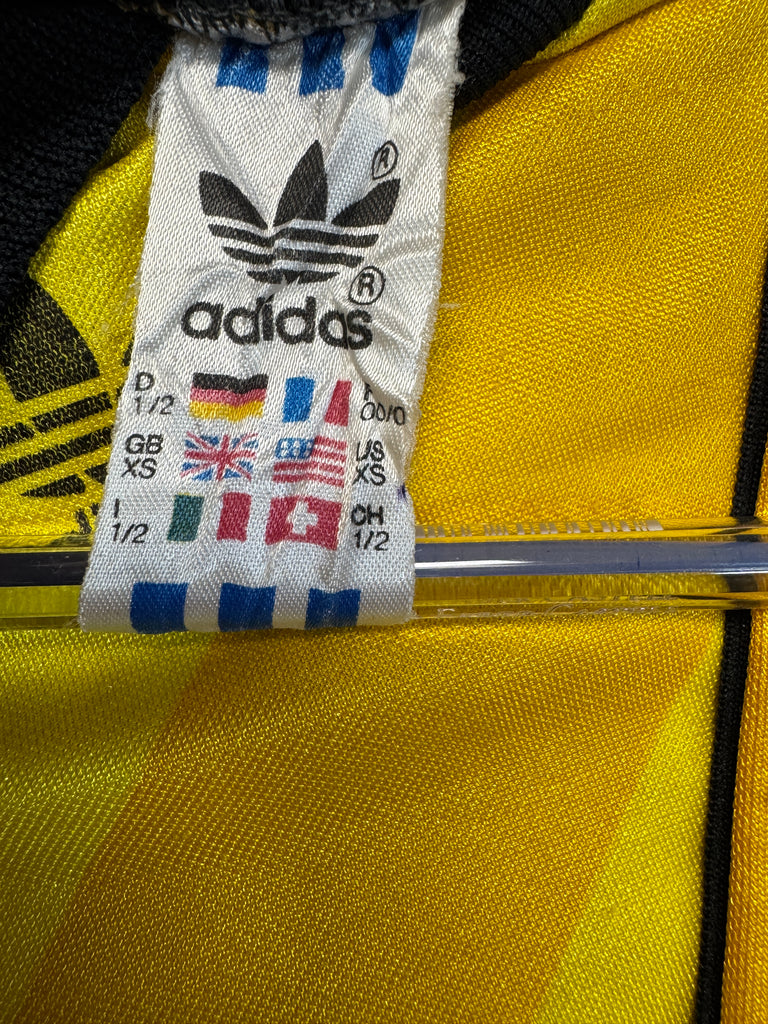 ®
adidas®
D F
1/2 00/0
GB US
XS XS
I CH
1/2 1/2